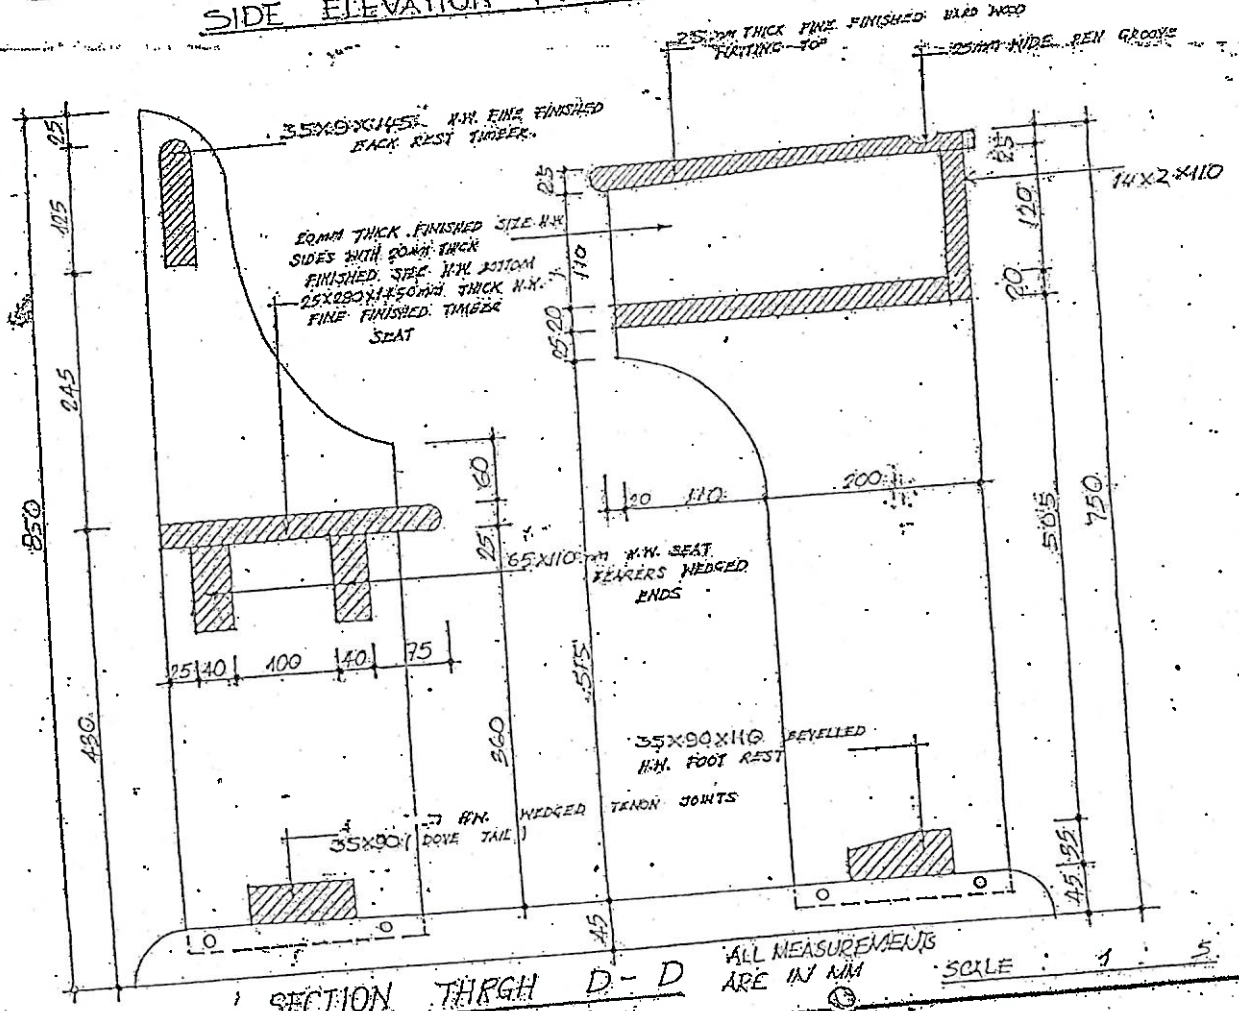 SIDE ELEVATION
25mm THICK FINE FINISHED HARD WOOD
WRITING TOP
25mm WIDE PEN GROOVE
H.W. FINE FINISHED
BACK REST TIMBER
14X2X110
20mm THICK FINISHED SIZE H.W.
SIDES WITH 20mm THICK
FINISHED SIZE H.W. BOTTOM
25X280X1450mm THICK H.W.
FINE FINISHED TIMBER
SEAT
25
125
245
850
430
25
110
20
25
515
45
25
120
20
505
750
35
45
60
25
360
20 110 200
65X110mm H.W. SEAT
BEARERS WEDGED
ENDS
25 40 100 40 75
35X90X110 BEVELLED
H.W. FOOT REST
H.W. WEDGED TENON JOINTS
35X90 (DOVE TAIL)
SECTION THRGH D-D
ALL MEASUREMENTS
ARE IN MM
SCALE : 1 : 5